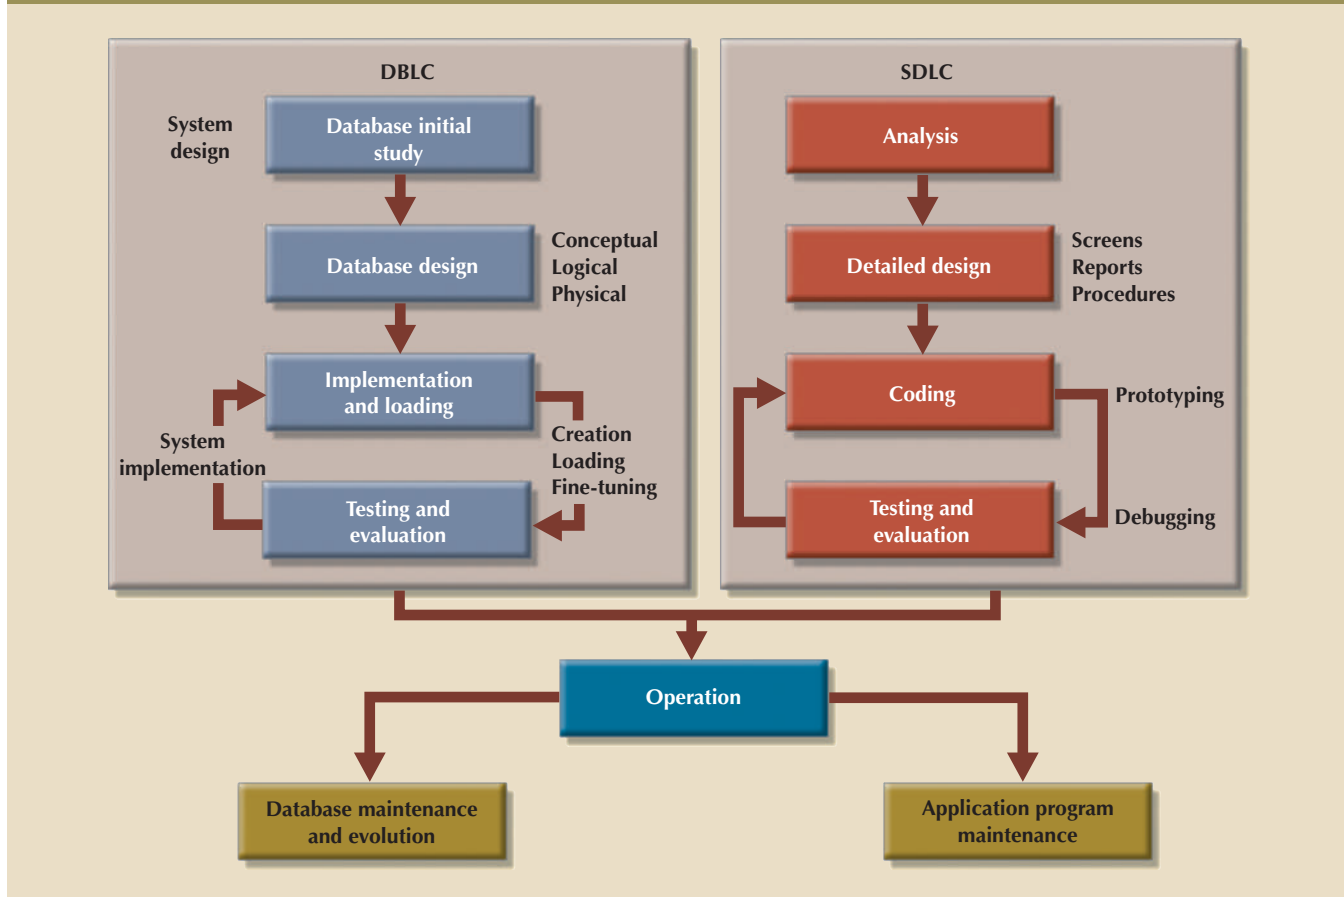 DBLC
System
design
Database initial
study
Database design
Conceptual
Logical
Physical
Implementation
and loading
System
implementation
Creation
Loading
Fine-tuning
Testing and
evaluation
SDLC
Analysis
Detailed design
Screens
Reports
Procedures
Coding
Prototyping
Testing and
evaluation
Debugging
Operation
Database maintenance
and evolution
Application program
maintenance